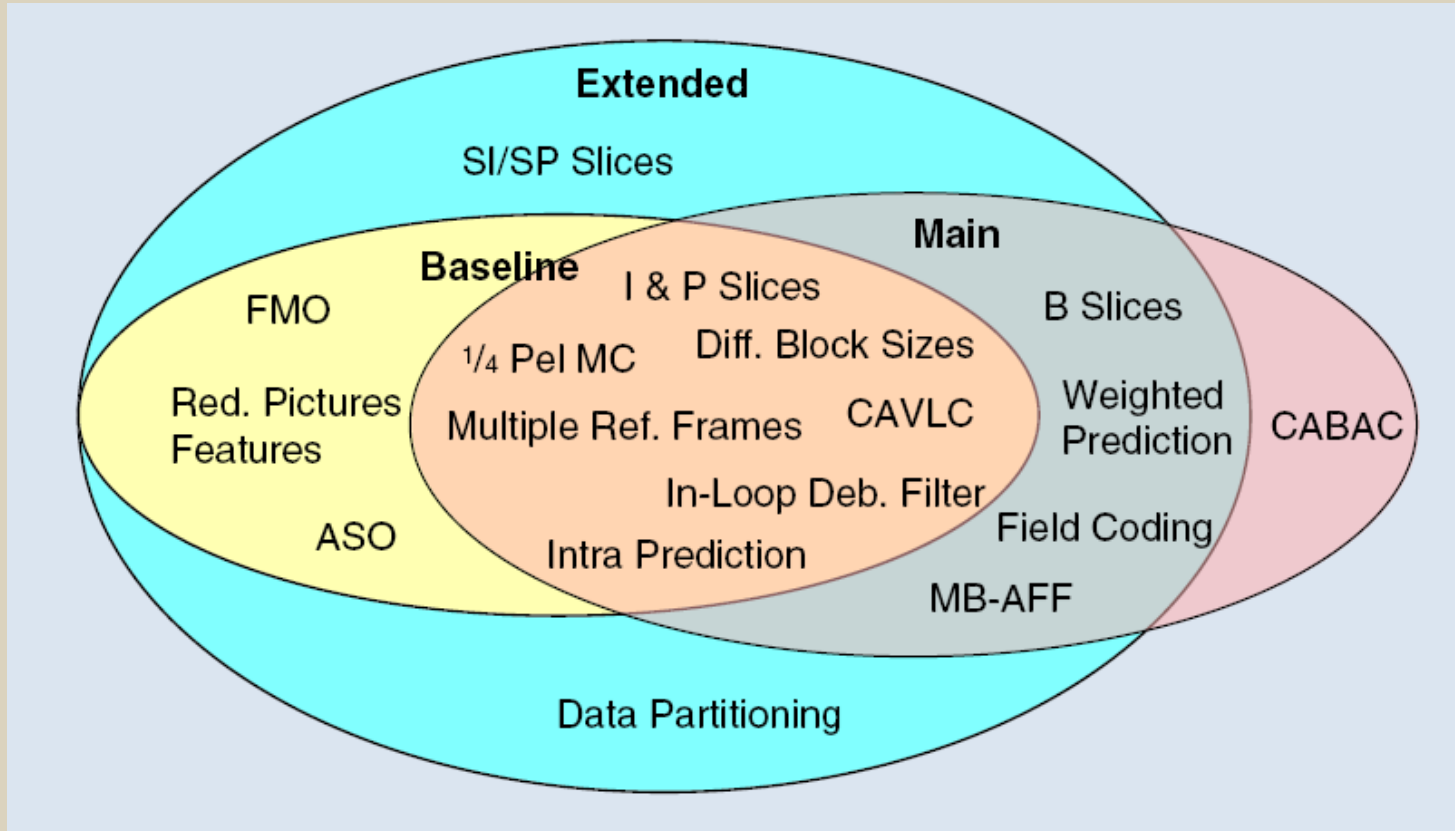 Extended
SI/SP Slices
Main
Baseline
I & P Slices
FMO
B Slices
1/4 Pel MC
Diff. Block Sizes
Red. Pictures
Features
Multiple Ref. Frames
CAVLC
Weighted
Prediction
CABAC
In-Loop Deb. Filter
ASO
Intra Prediction
Field Coding
MB-AFF
Data Partitioning